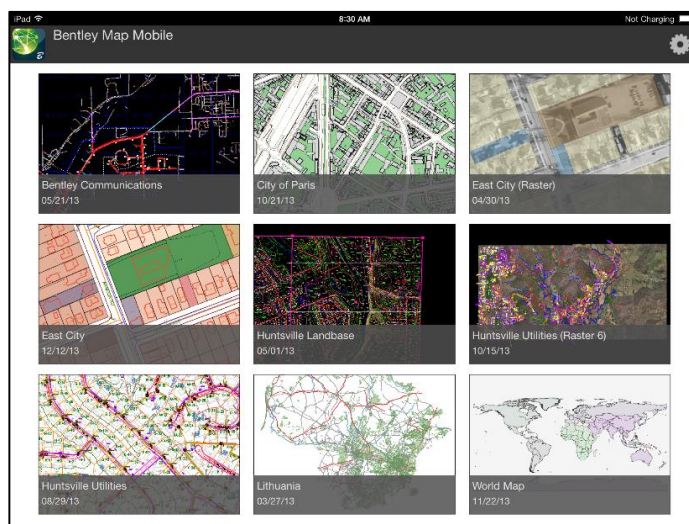 iPad 8:30 AM Not Charging
Bentley Map Mobile
Bentley Communications
05/21/13
City of Paris
10/21/13
East City (Raster)
04/30/13
East City
12/12/13
Huntsville Landbase
05/01/13
Huntsville Utilities (Raster 6)
10/15/13
Huntsville Utilities
08/29/13
Lithuania
03/27/13
World Map
11/22/13